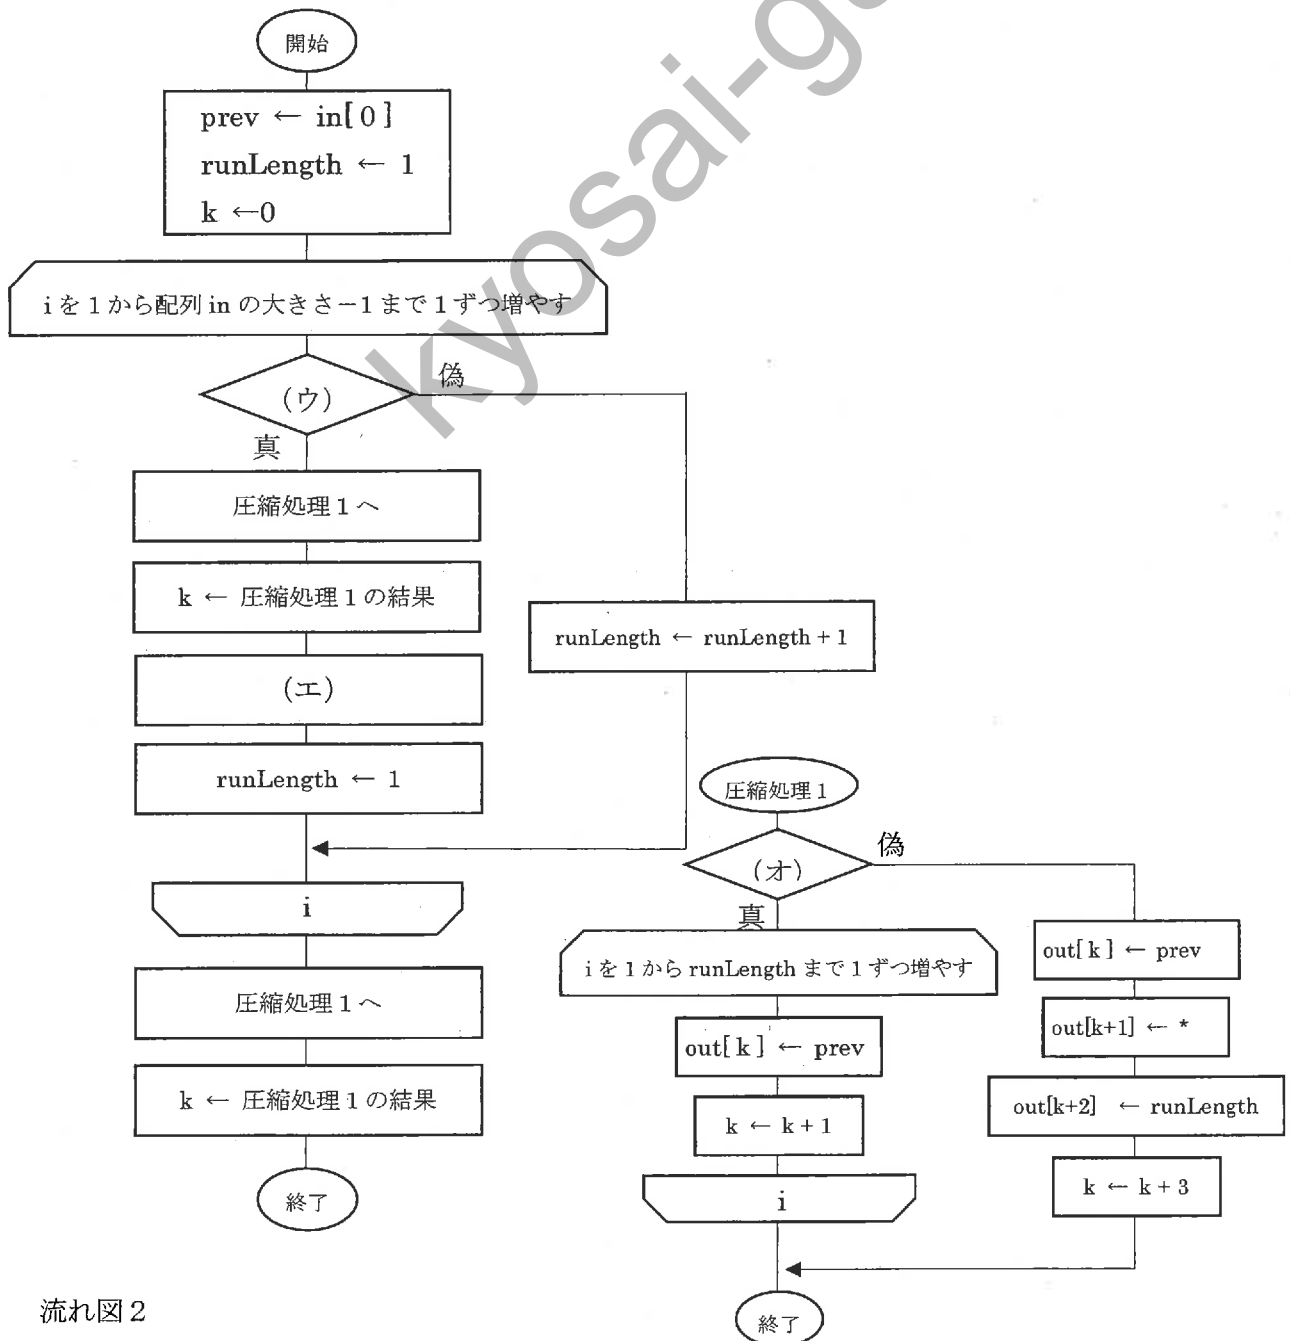 開始
prev ← in[ 0 ]
runLength ← 1
k ←0
i を 1 から配列 in の大きさ－1 まで 1 ずつ増やす
(ウ)
偽
真
圧縮処理 1 へ
k ← 圧縮処理 1 の結果
(エ)
runLength ← 1
runLength ← runLength + 1
i
圧縮処理 1 へ
k ← 圧縮処理 1 の結果
終了
圧縮処理 1
(オ)
偽
真
i を 1 から runLength まで 1 ずつ増やす
out[ k ] ← prev
k ← k + 1
i
out[ k ] ← prev
out[k+1] ← *
out[k+2] ← runLength
k ← k + 3
終了
流れ図 2